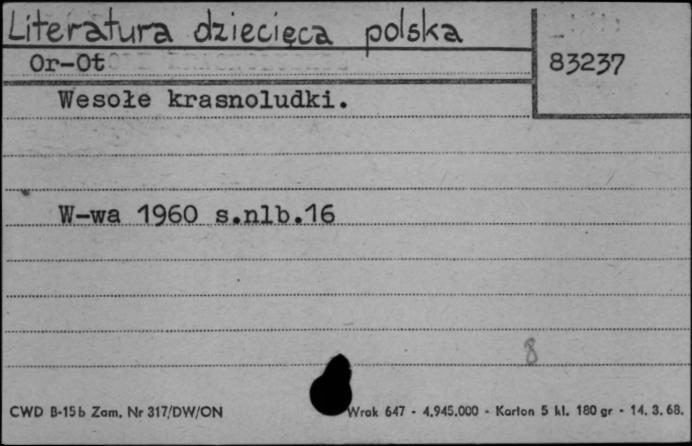 Literatura dziecięca polska
Or-Ot
83237
Wesołe krasnoludki.
W-wa 1960 s.nlb.16
8
CWD B-15b Zam. Nr 317/DW/ON
Wrak 647 - 4.945.000 - Karton 5 kl. 180 gr - 14. 3. 68.